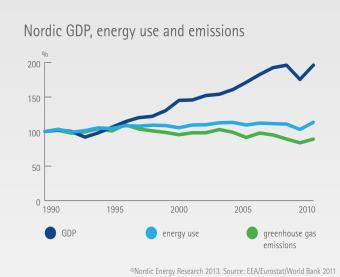 Nordic GDP, energy use and emissions
%
200
150
100
50
0
1990 1995 2000 2005 2010
GDP energy use greenhouse gas
emissions
©Nordic Energy Research 2013. Source: EEA/Eurostat/World Bank 2011